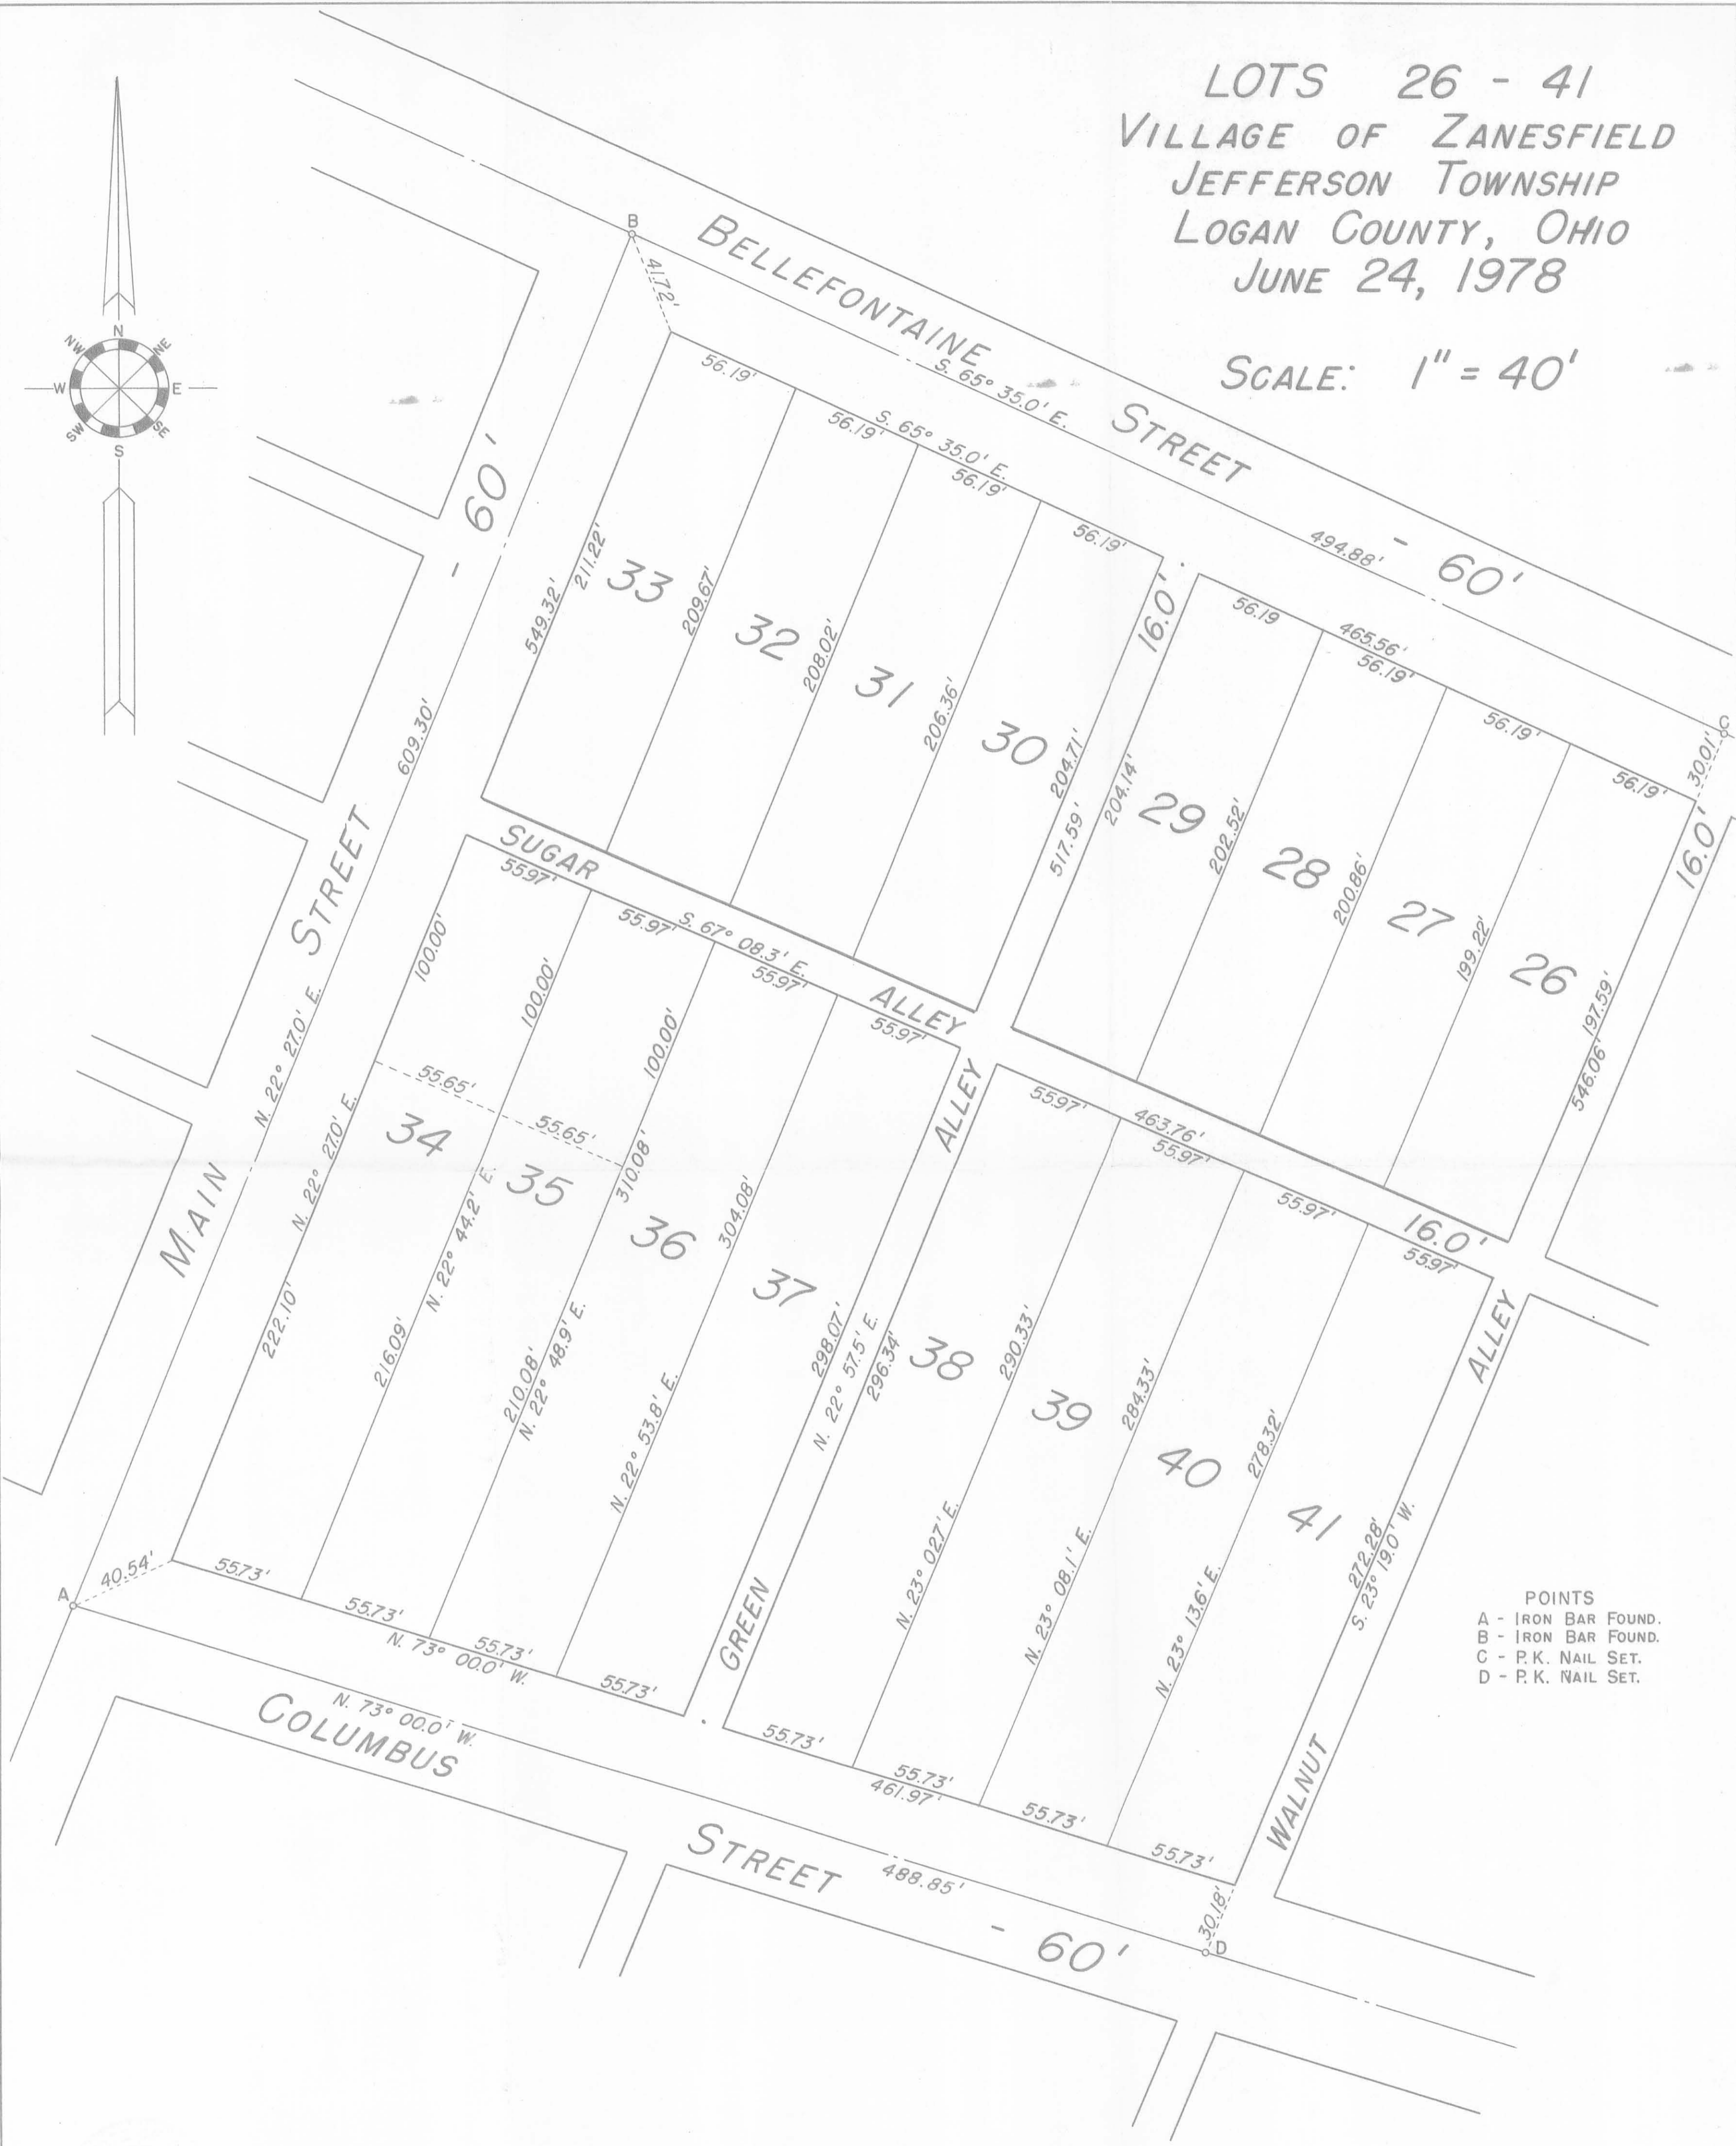 LOTS 26 - 41
VILLAGE OF ZANESFIELD
JEFFERSON TOWNSHIP
LOGAN COUNTY, OHIO
JUNE 24, 1978
SCALE: 1" = 40'
N
NE
E
SE
S
SW
W
NW
B
41.72'
BELLEFONTAINE STREET - 60'
S. 65° 35.0' E.
494.88'
C
30.01'
56.19'
56.19'
S. 65° 35.0' E.
56.19'
56.19'
16.0'
56.19
465.56'
56.19'
56.19'
56.19'
16.0'
MAIN STREET - 60'
N. 22° 27.0' E.
609.30'
549.32'
211.22'
33
209.67'
32
208.02'
31
206.36'
30
204.71'
517.59'
204.14'
29
202.52'
28
200.86'
27
199.22'
26
197.59'
546.06'
SUGAR ALLEY
55.97'
55.97'
S. 67° 08.3' E.
55.97'
55.97'
55.97'
463.76'
55.97'
55.97'
16.0'
55.97'
100.00'
100.00'
100.00'
55.65'
55.65'
N. 22° 27.0' E.
222.10'
34
N. 22° 44.2' E.
216.09'
35
310.08'
210.08'
N. 22° 48.9' E.
36
304.08'
N. 22° 53.8' E.
37
298.07'
N. 22° 57.5' E.
296.34'
GREEN ALLEY
38
290.33'
N. 23° 02.7' E.
39
284.33'
N. 23° 08.1' E.
40
278.32'
N. 23° 13.6' E.
41
272.28'
S. 23° 19.0' W.
WALNUT ALLEY
A
40.54'
55.73'
55.73'
N. 73° 00.0' W.
55.73'
55.73'
55.73'
55.73'
461.97'
55.73'
55.73'
30.18'
D
N. 73° 00.0' W.
COLUMBUS STREET - 60'
488.85'
POINTS
A - IRON BAR FOUND.
B - IRON BAR FOUND.
C - P.K. NAIL SET.
D - P.K. NAIL SET.